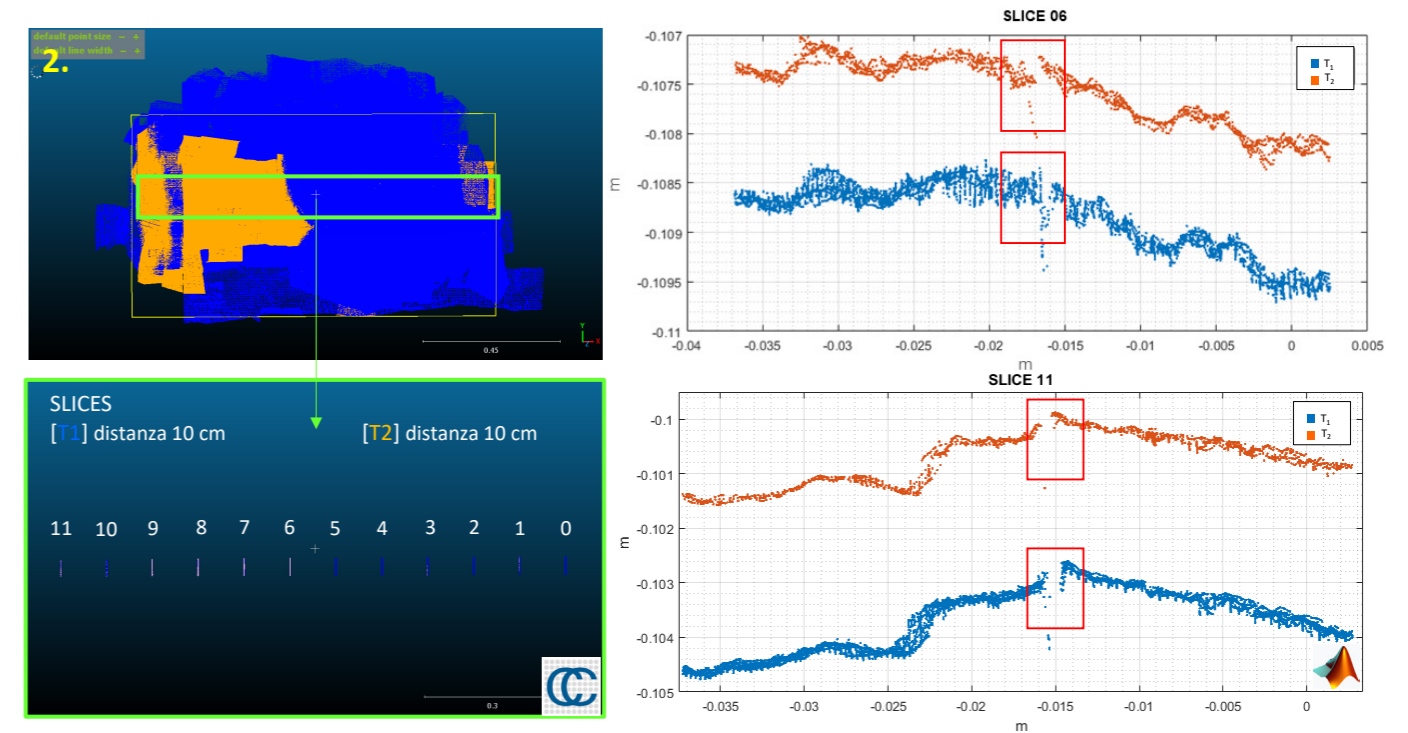 default point size − +
default line width − +
2.
0.45
Y
X
Z
SLICES
[T1] distanza 10 cm
[T2] distanza 10 cm
11 10 9 8 7 6 5 4 3 2 1 0
0.3
CC
SLICE 06
-0.107
-0.1075
-0.108
-0.1085
-0.109
-0.1095
-0.11
m
T1
T2
-0.04 -0.035 -0.03 -0.025 -0.02 -0.015 -0.01 -0.005 0 0.005
m
SLICE 11
-0.1
-0.101
-0.102
-0.103
-0.104
-0.105
m
T1
T2
-0.035 -0.03 -0.025 -0.02 -0.015 -0.01 -0.005 0
m